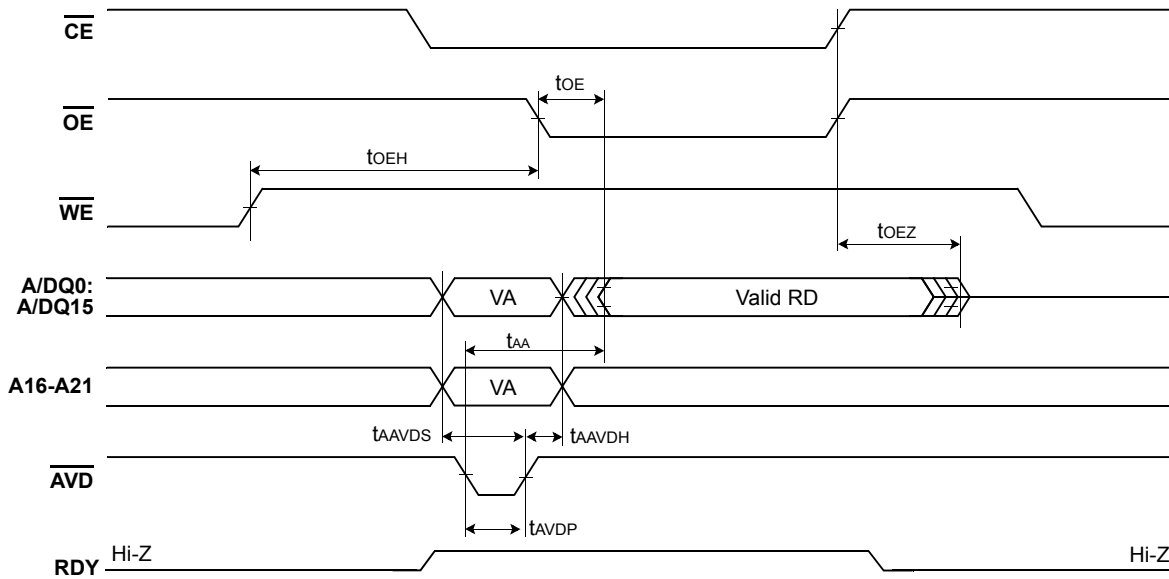 CE
tOE
OE
tOEH
WE
tOEZ
A/DQ0:
A/DQ15
VA
Valid RD
tAA
A16-A21
VA
tAAVDS
tAAVDH
AVD
tAVDP
RDY
Hi-Z
Hi-Z